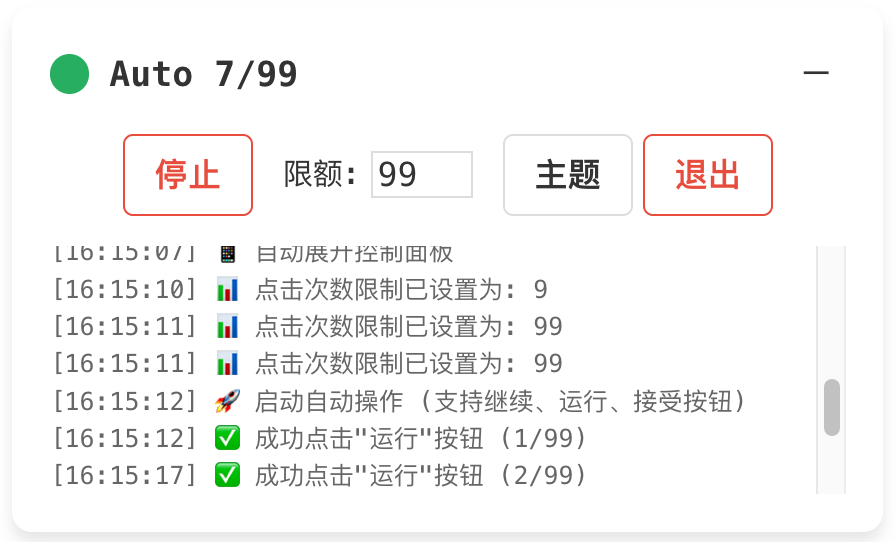 Auto 7/99
停止 限额: 99 主题 退出
[16:15:07] 📱 自动展开控制面板
[16:15:10] 📊 点击次数限制已设置为: 9
[16:15:11] 📊 点击次数限制已设置为: 99
[16:15:11] 📊 点击次数限制已设置为: 99
[16:15:12] 🚀 启动自动操作 (支持继续、运行、接受按钮)
[16:15:12] ✅ 成功点击"运行"按钮 (1/99)
[16:15:17] ✅ 成功点击"运行"按钮 (2/99)